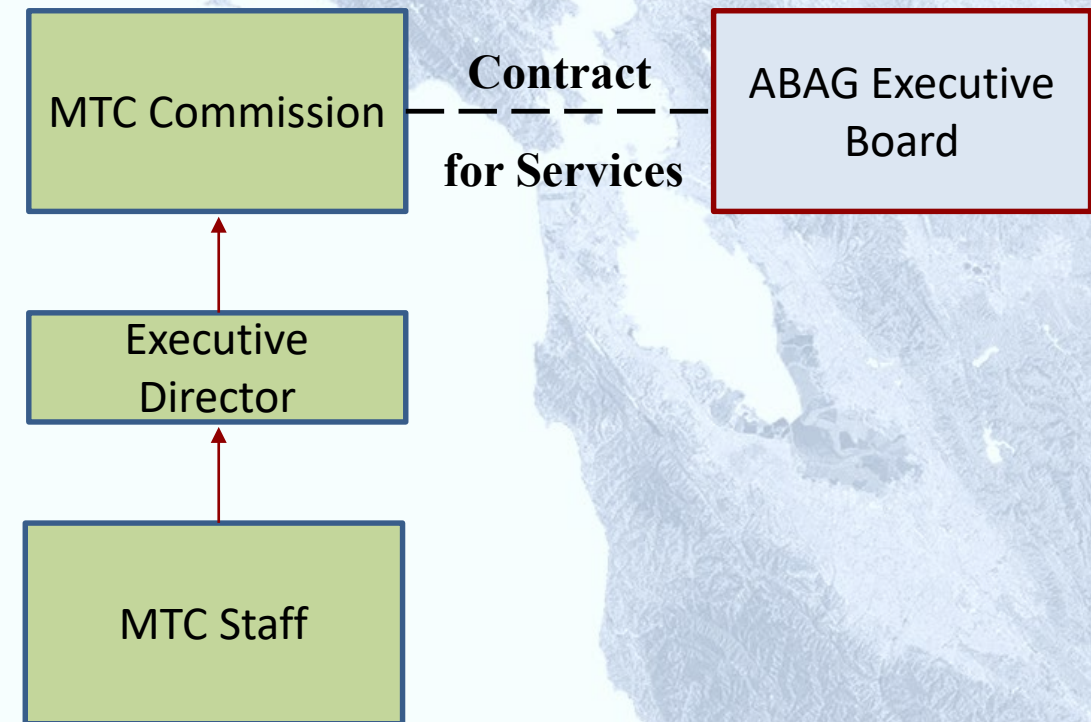 MTC Commission
Contract
for Services
ABAG Executive
Board
Executive
Director
MTC Staff